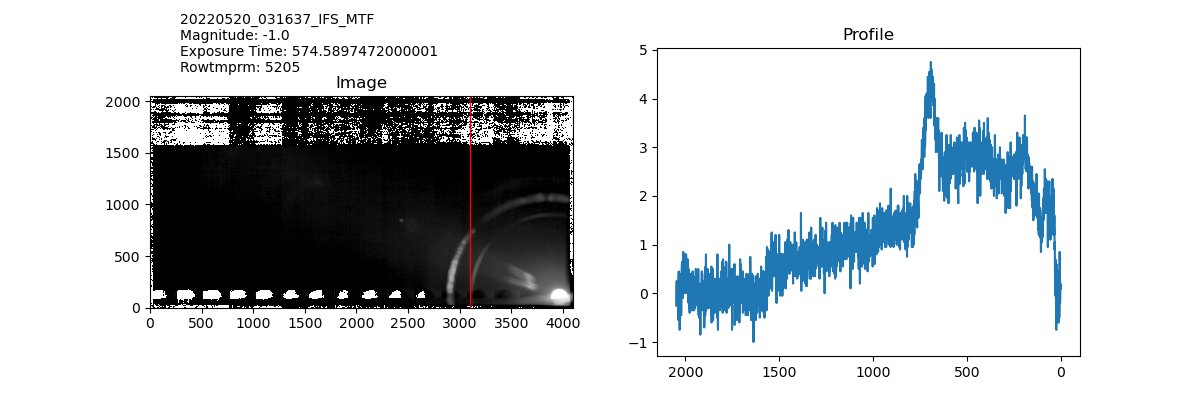 20220520_031637_IFS_MTF
Magnitude: -1.0
Exposure Time: 574.5897472000001
Rowtmprm: 5205
Image
2000
1500
1000
500
0
0 500 1000 1500 2000 2500 3000 3500 4000
Profile
5
4
3
2
1
0
−1
2000 1500 1000 500 0